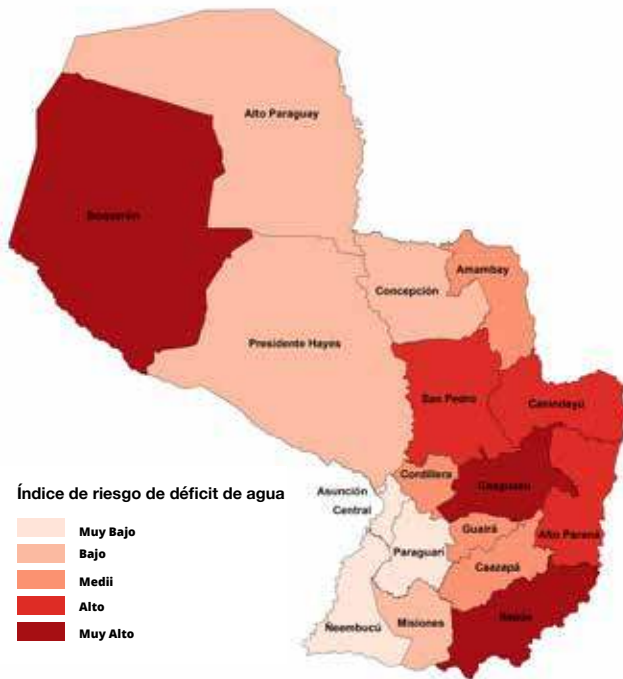 Alto Paraguay
Boquerón
Amambay
Concepción
Presidente Hayes
San Pedro
Canindeyú
Cordillera
Caaguazú
Índice de riesgo de déficit de agua
Asunción
Central
Muy Bajo
Guairá
Alto Paraná
Bajo
Paraguarí
Caazapá
Medii
Alto
Itapúa
Ñeembucú
Misiones
Muy Alto